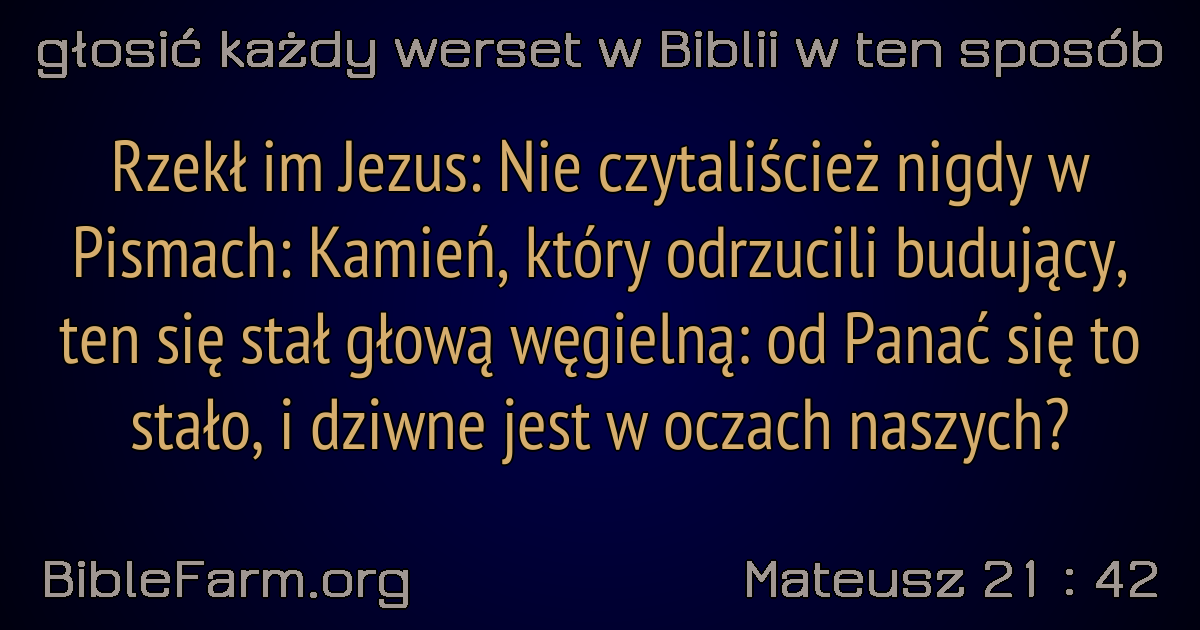 głosić każdy werset w Biblii w ten sposób
Rzekł im Jezus: Nie czytaliścież nigdy w
Pismach: Kamień, który odrzucili budujący,
ten się stał głową węgielną: od Panać się to
stało, i dziwne jest w oczach naszych?
BibleFarm.org
Mateusz 21 : 42